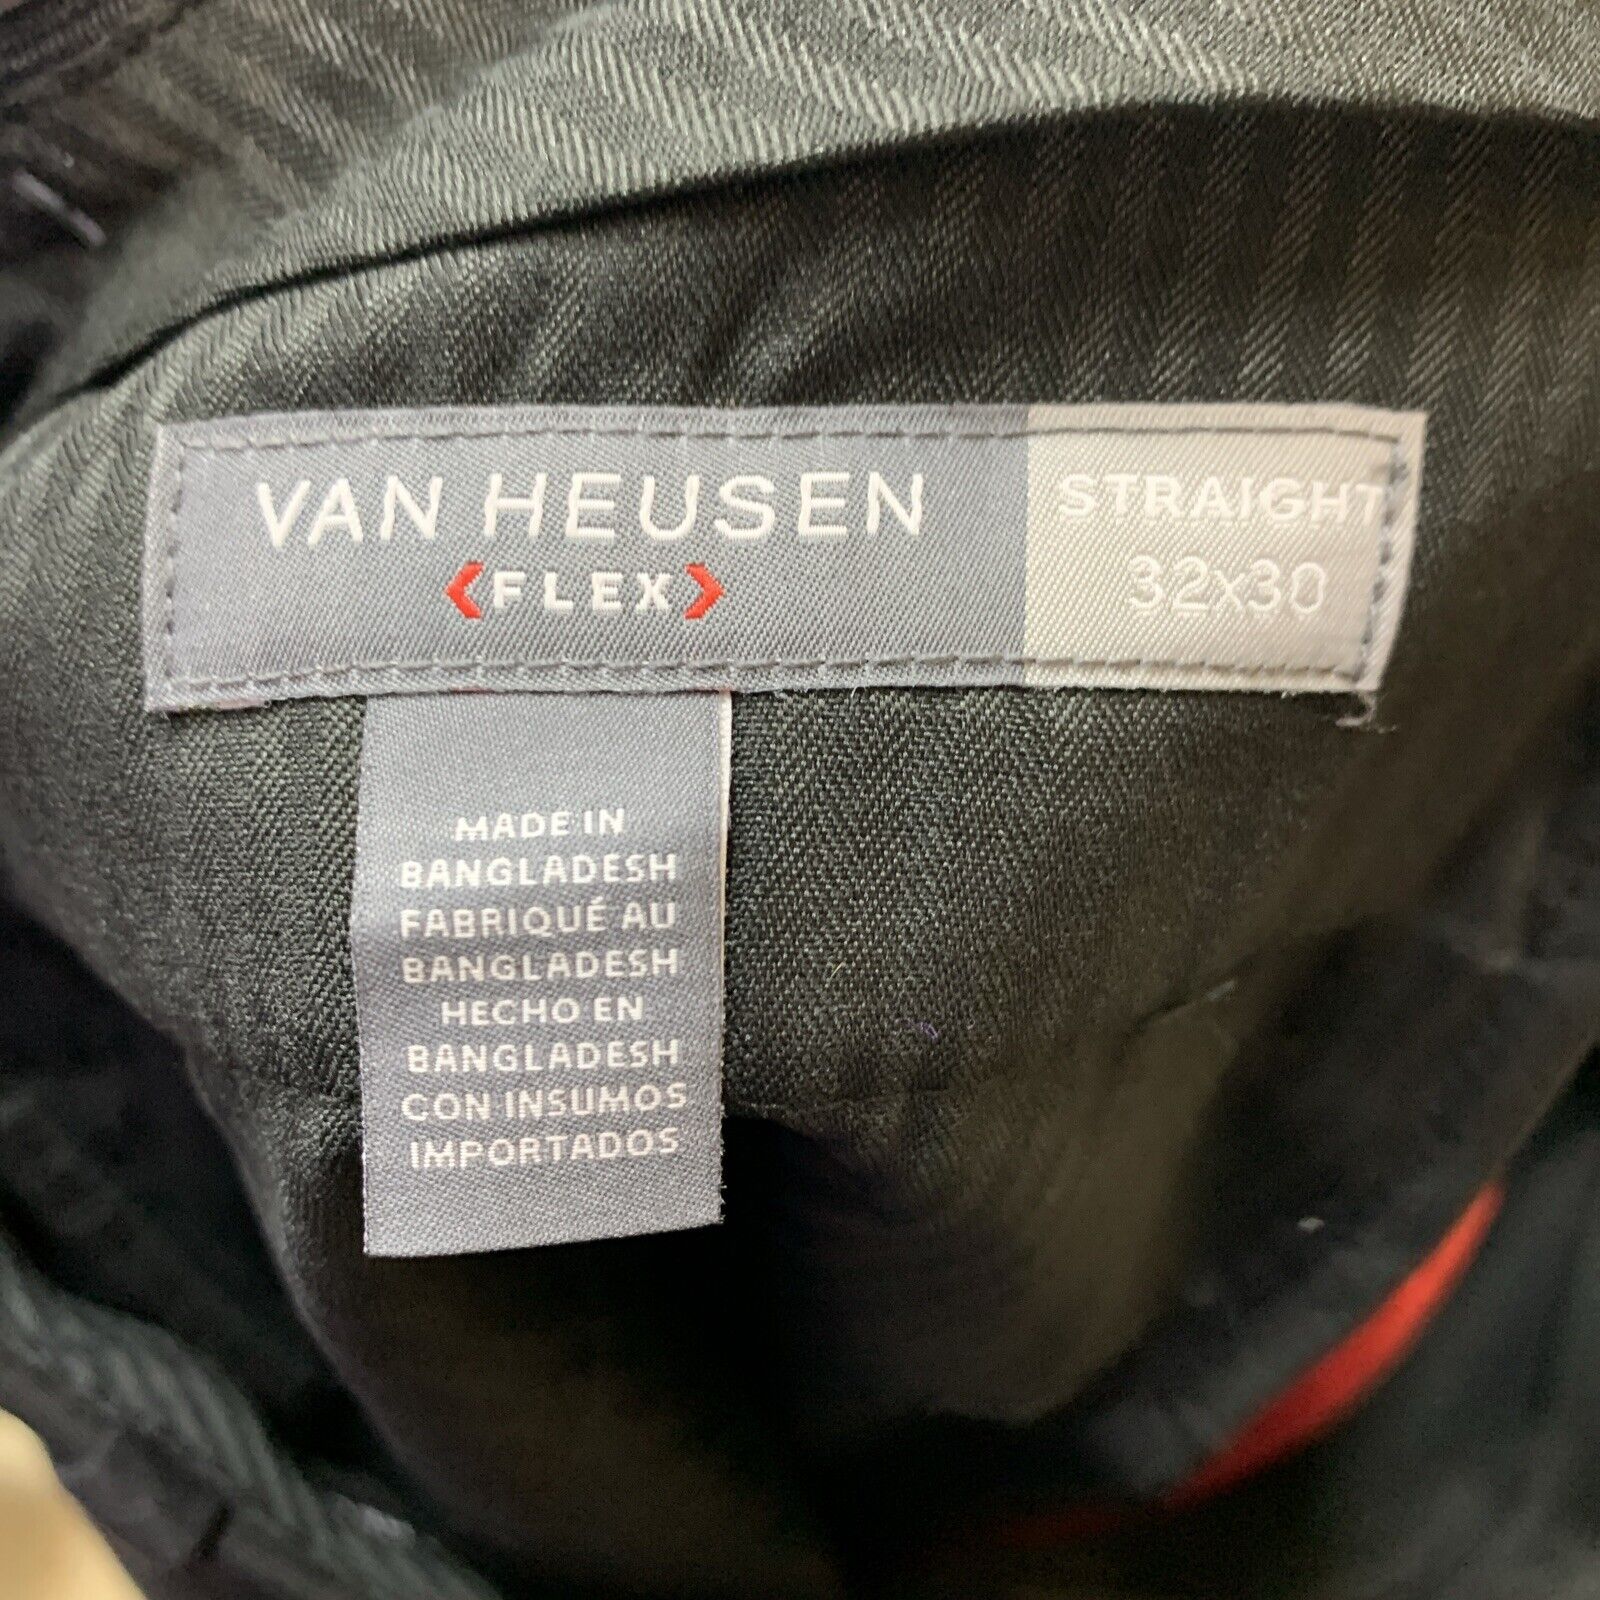 VAN HEUSEN
FLEX
STRAIGHT
32x30
MADE IN
BANGLADESH
FABRIQUÉ AU
BANGLADESH
HECHO EN
BANGLADESH
CON INSUMOS
IMPORTADOS